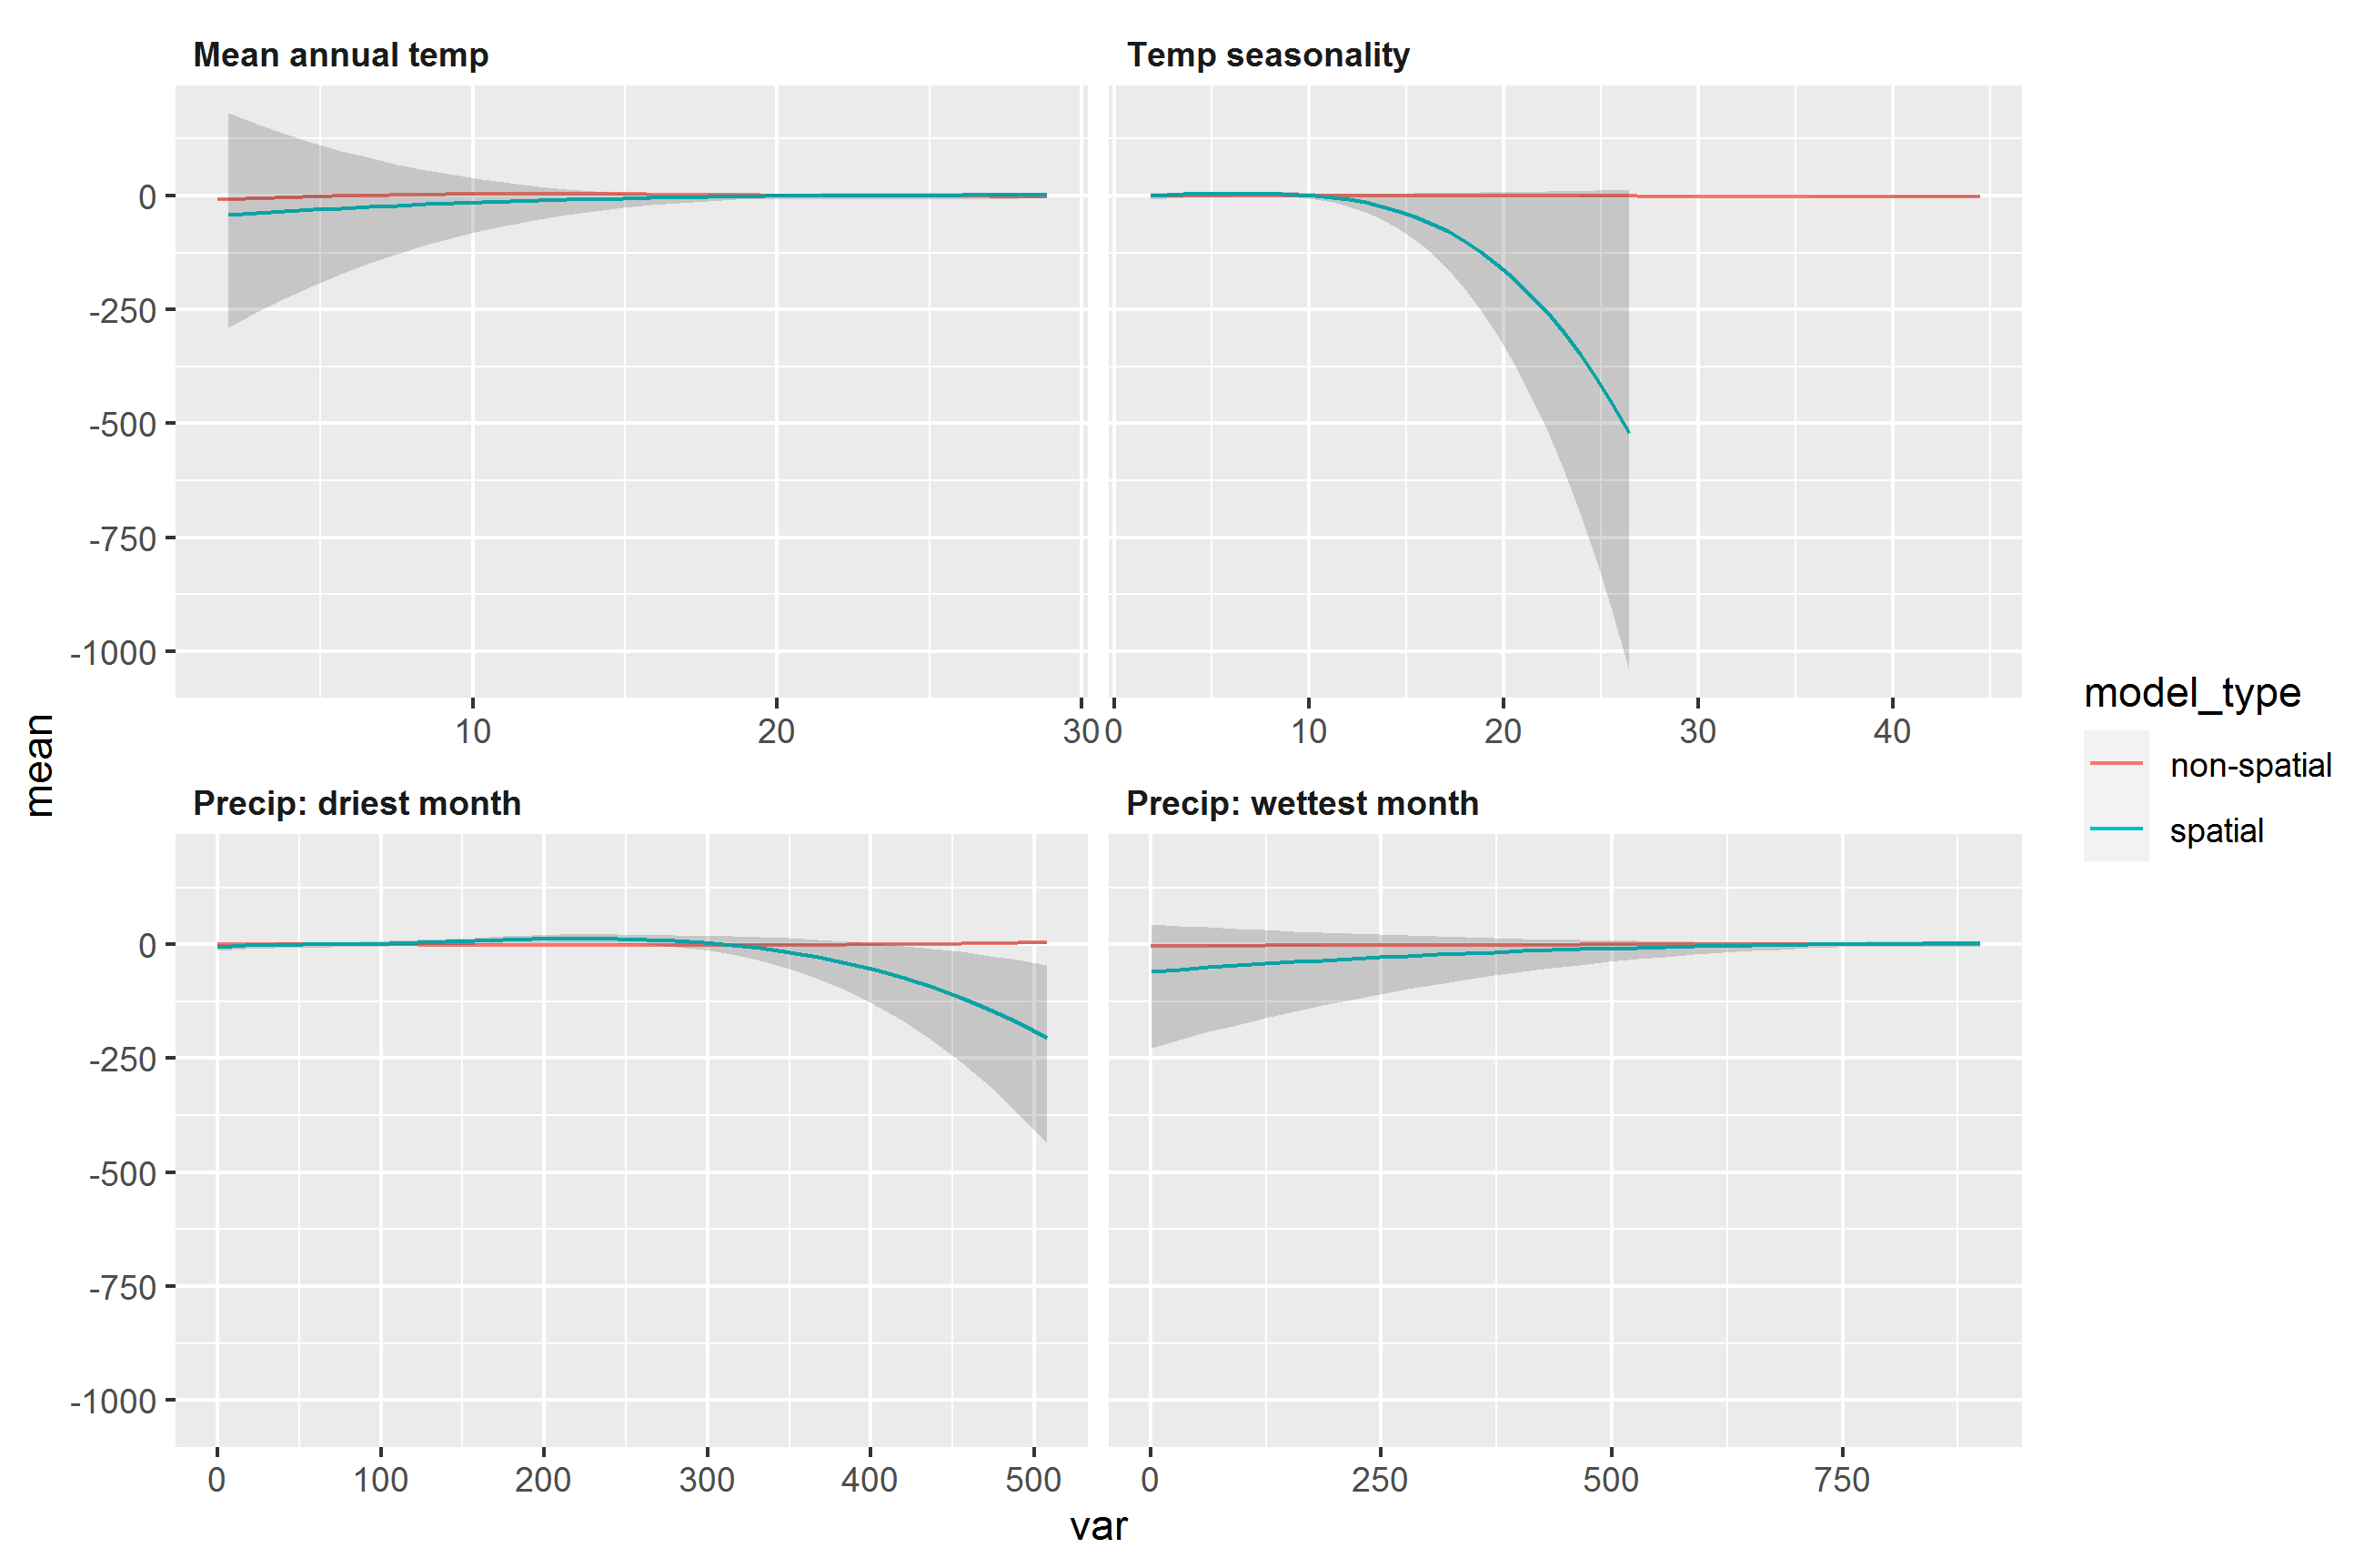 Mean annual temp
Temp seasonality
0
-250
-500
-750
-1000
10 20 30
0 10 20 30 40
mean
Precip: driest month
Precip: wettest month
0
-250
-500
-750
-1000
0 100 200 300 400 500
0 250 500 750
var
model_type
non-spatial
spatial